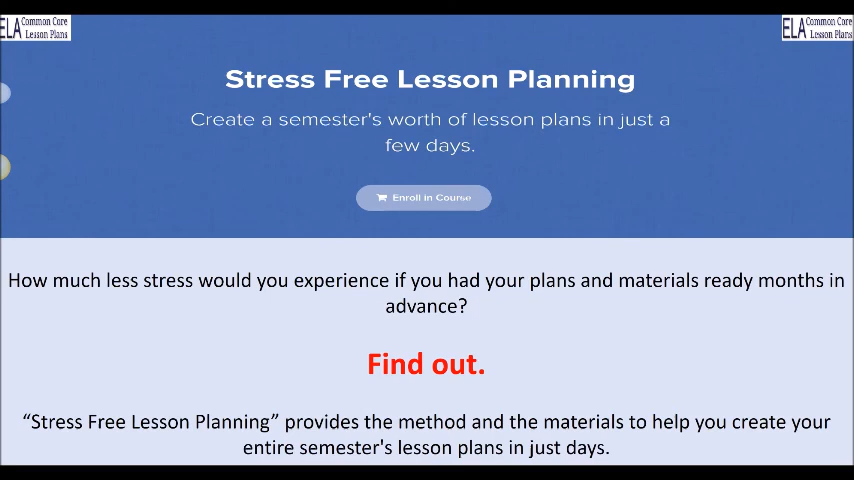 ELA Common Core Lesson Plans
ELA Common Core Lesson Plans
Stress Free Lesson Planning
Create a semester's worth of lesson plans in just a
few days.
Enroll in Course
How much less stress would you experience if you had your plans and materials ready months in
advance?
Find out.
“Stress Free Lesson Planning” provides the method and the materials to help you create your
entire semester's lesson plans in just days.